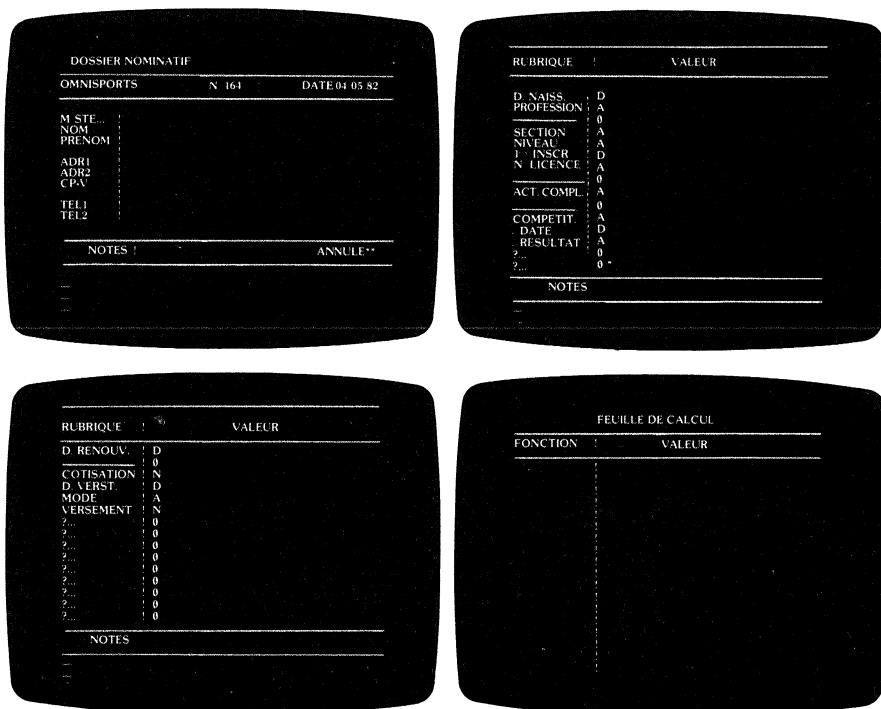 DOSSIER NOMINATIF
OMNISPORTS N 164 DATE 04 05 82
M STE...
NOM
PRENOM
ADR1
ADR2
CP-V
TEL1
TEL2
NOTES ANNULE**
RUBRIQUE VALEUR
D. NAISS. D
PROFESSION A
0
SECTION A
NIVEAU A
1 INSCR D
N LICENCE A
0
ACT. COMPL. A
0
COMPETIT. A
. DATE D
. RESULTAT A
?... 0
?... 0
NOTES
RUBRIQUE VALEUR
D. RENOUV. D
0
COTISATION N
D. VERST. D
MODE A
VERSEMENT N
?... 0
?... 0
?... 0
?... 0
?... 0
?... 0
?... 0
?... 0
?... 0
NOTES
FEUILLE DE CALCUL
FONCTION VALEUR